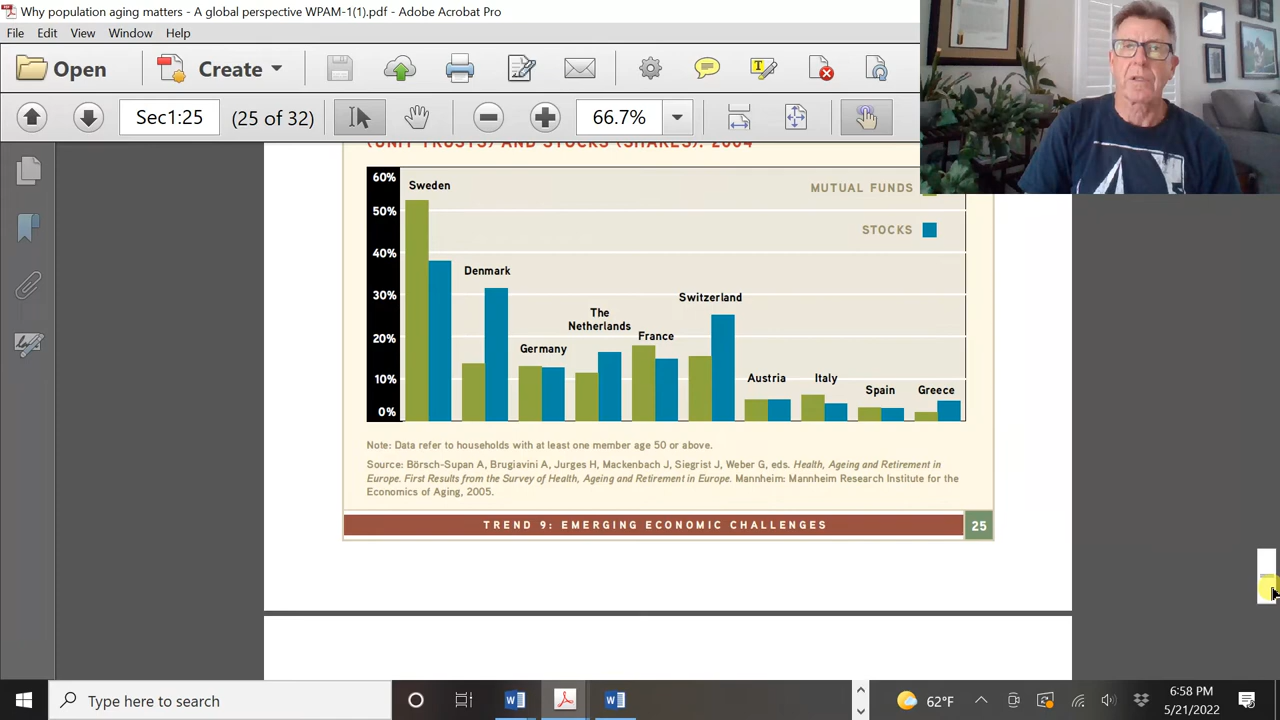 Why population aging matters - A global perspective WPAM-1(1).pdf - Adobe Acrobat Pro
File Edit View Window Help
Open Create
Sec1:25 (25 of 32) 66.7%
(UNIT TRUSTS) AND STOCKS (SHARES): 2004
60%
50%
40%
30%
20%
10%
0%
Sweden
Denmark
Germany
The
Netherlands
France
Switzerland
Austria
Italy
Spain
Greece
MUTUAL FUNDS
STOCKS
Note: Data refer to households with at least one member age 50 or above.
Source: Börsch-Supan A, Brugiavini A, Jurges H, Mackenbach J, Siegrist J, Weber G, eds. Health, Ageing and Retirement in
Europe. First Results from the Survey of Health, Ageing and Retirement in Europe. Mannheim: Mannheim Research Institute for the
Economics of Aging, 2005.
TREND 9: EMERGING ECONOMIC CHALLENGES 25
Type here to search
62°F
6:58 PM
5/21/2022